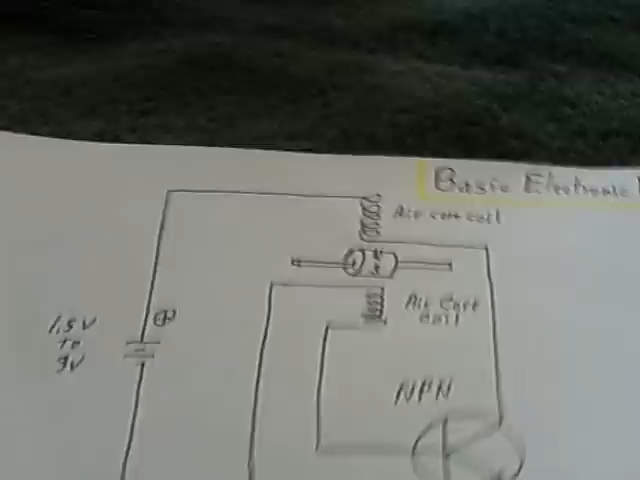 Basic Electronic
Air core coil
Air Core
Coil
1.5V
to
9V
NPN